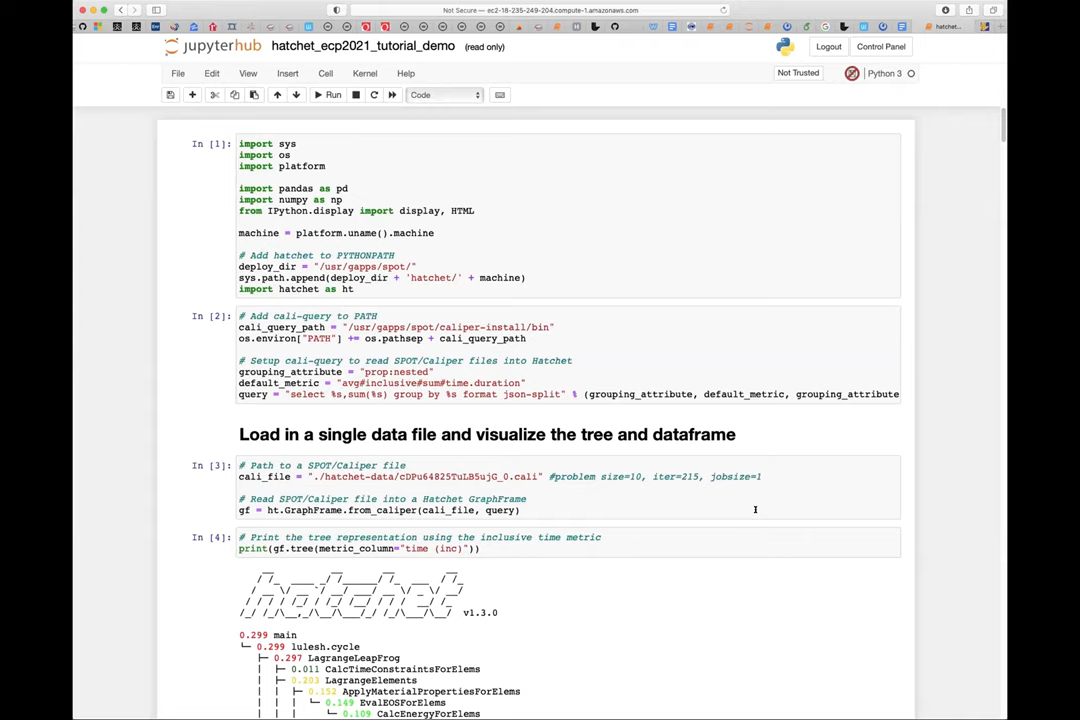 Not Secure — ec2-18-235-249-204.compute-1.amazonaws.com
hatchet...
jupyterhub hatchet_ecp2021_tutorial_demo (read only)
Logout Control Panel
File Edit View Insert Cell Kernel Help
Not Trusted Python 3
Run Code
In [1]: import sys
import os
import platform
import pandas as pd
import numpy as np
from IPython.display import display, HTML
machine = platform.uname().machine
# Add hatchet to PYTHONPATH
deploy_dir = "/usr/gapps/spot/"
sys.path.append(deploy_dir + 'hatchet/' + machine)
import hatchet as ht
In [2]: # Add cali-query to PATH
cali_query_path = "/usr/gapps/spot/caliper-install/bin"
os.environ["PATH"] += os.pathsep + cali_query_path
# Setup cali-query to read SPOT/Caliper files into Hatchet
grouping_attribute = "prop:nested"
default_metric = "avg#inclusive#sum#time.duration"
query = "select %s,sum(%s) group by %s format json-split" % (grouping_attribute, default_metric, grouping_attribute
Load in a single data file and visualize the tree and dataframe
In [3]: # Path to a SPOT/Caliper file
cali_file = "./hatchet-data/cDPu64825TuLB5ujG_0.cali" #problem size=10, iter=215, jobsize=1
# Read SPOT/Caliper file into a Hatchet GraphFrame
gf = ht.GraphFrame.from_caliper(cali_file, query)
In [4]: # Print the tree representation using the inclusive time metric
print(gf.tree(metric_column="time (inc)"))
hatchet v1.3.0
0.299 main
└─ 0.299 lulesh.cycle
├─ 0.297 LagrangeLeapFrog
│ ├─ 0.011 CalcTimeConstraintsForElems
│ ├─ 0.203 LagrangeElements
│ │ ├─ 0.152 ApplyMaterialPropertiesForElems
│ │ │ └─ 0.149 EvalEOSForElems
│ │ │ └─ 0.109 CalcEnergyForElems